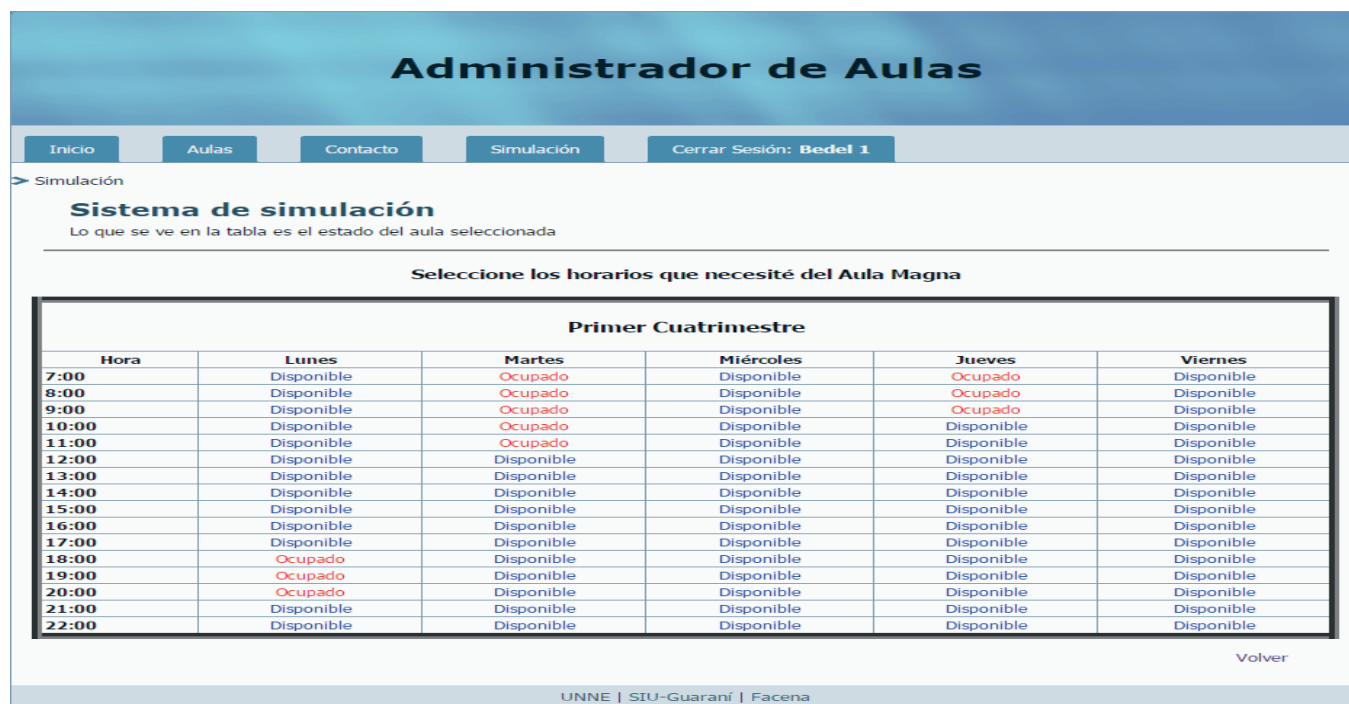 Administrador de Aulas
Inicio Aulas Contacto Simulación Cerrar Sesión: Bedel 1
> Simulación
Sistema de simulación
Lo que se ve en la tabla es el estado del aula seleccionada
Seleccione los horarios que necesité del Aula Magna
Primer Cuatrimestre
Hora Lunes Martes Miércoles Jueves Viernes
7:00 Disponible Ocupado Disponible Ocupado Disponible
8:00 Disponible Ocupado Disponible Ocupado Disponible
9:00 Disponible Ocupado Disponible Ocupado Disponible
10:00 Disponible Ocupado Disponible Disponible Disponible
11:00 Disponible Ocupado Disponible Disponible Disponible
12:00 Disponible Disponible Disponible Disponible Disponible
13:00 Disponible Disponible Disponible Disponible Disponible
14:00 Disponible Disponible Disponible Disponible Disponible
15:00 Disponible Disponible Disponible Disponible Disponible
16:00 Disponible Disponible Disponible Disponible Disponible
17:00 Disponible Disponible Disponible Disponible Disponible
18:00 Ocupado Disponible Disponible Disponible Disponible
19:00 Ocupado Disponible Disponible Disponible Disponible
20:00 Ocupado Disponible Disponible Disponible Disponible
21:00 Disponible Disponible Disponible Disponible Disponible
22:00 Disponible Disponible Disponible Disponible Disponible
Volver
UNNE | SIU-Guaraní | Facena